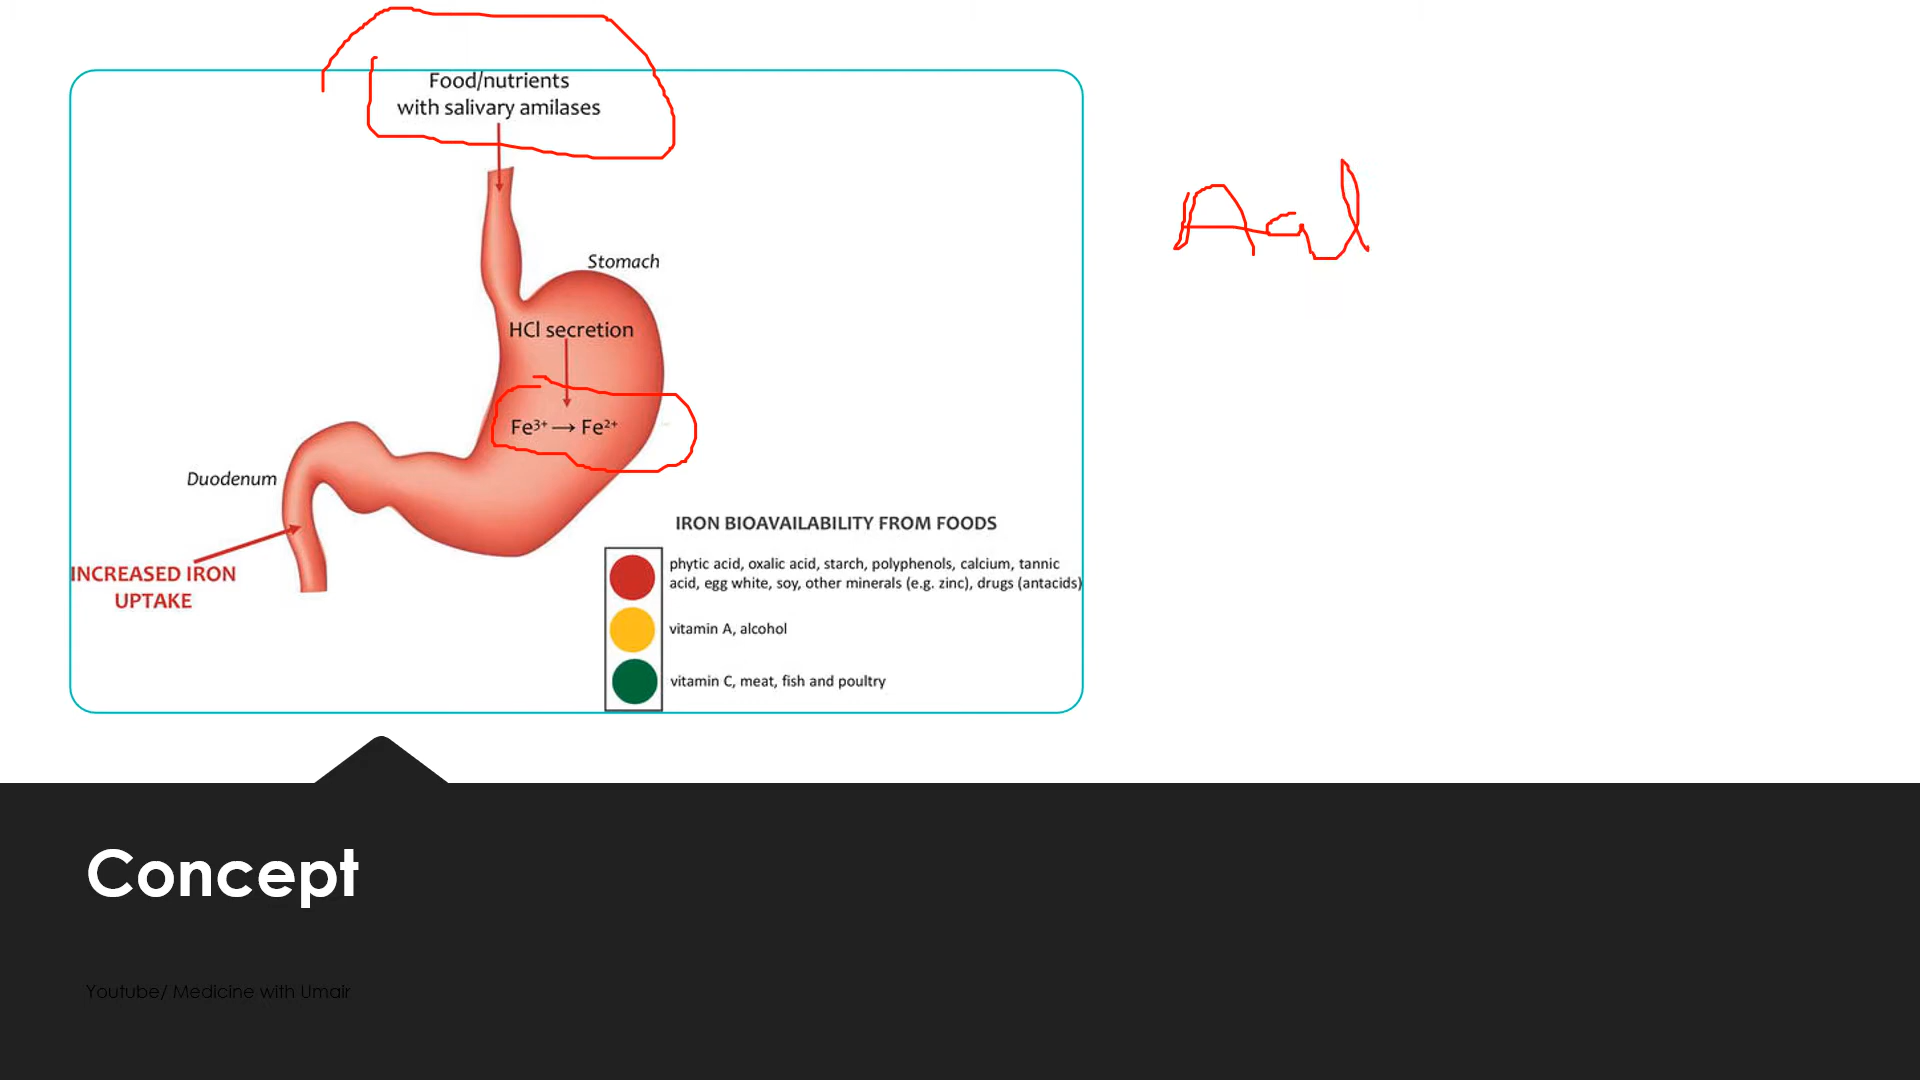 Food/nutrients
with salivary amilases
Stomach
HCl secretion
Fe³⁺ → Fe²⁺
Duodenum
INCREASED IRON
UPTAKE
IRON BIOAVAILABILITY FROM FOODS
phytic acid, oxalic acid, starch, polyphenols, calcium, tannic
acid, egg white, soy, other minerals (e.g. zinc), drugs (antacids)
vitamin A, alcohol
vitamin C, meat, fish and poultry
Concept
Youtube/ Medicine with Umair